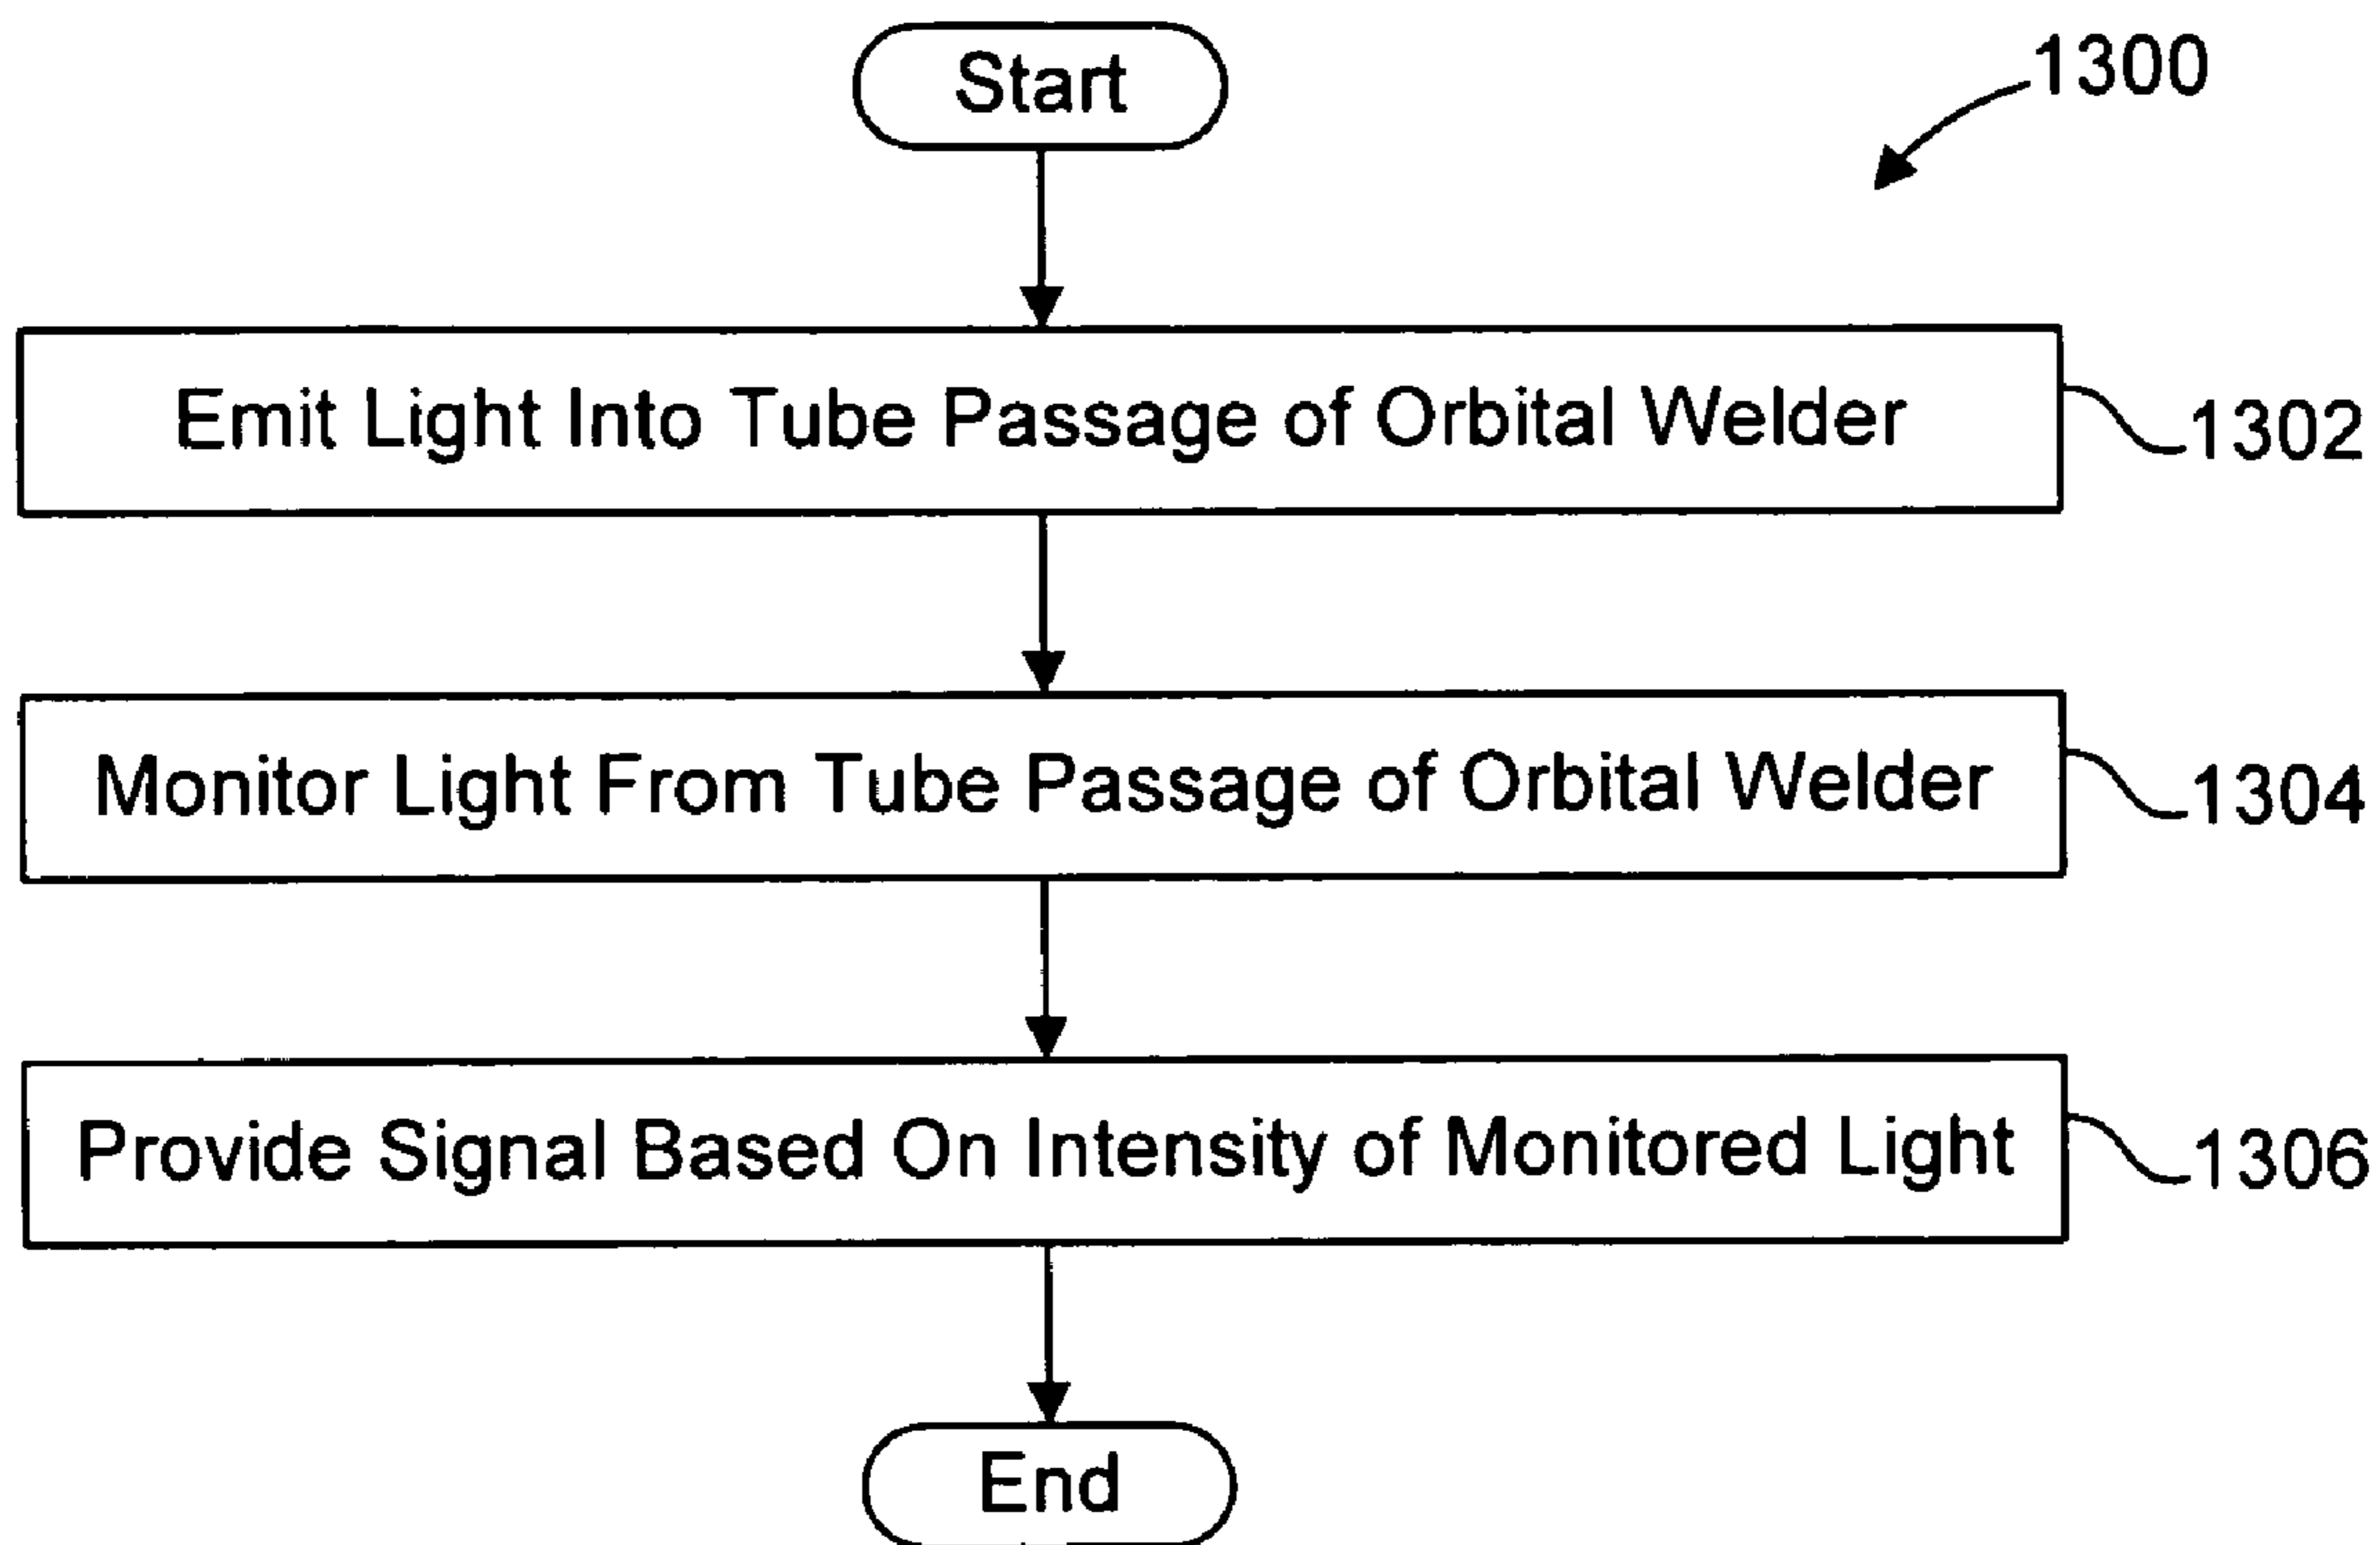 Start
1300
Emit Light Into Tube Passage of Orbital Welder
1302
Monitor Light From Tube Passage of Orbital Welder
1304
Provide Signal Based On Intensity of Monitored Light
1306
End